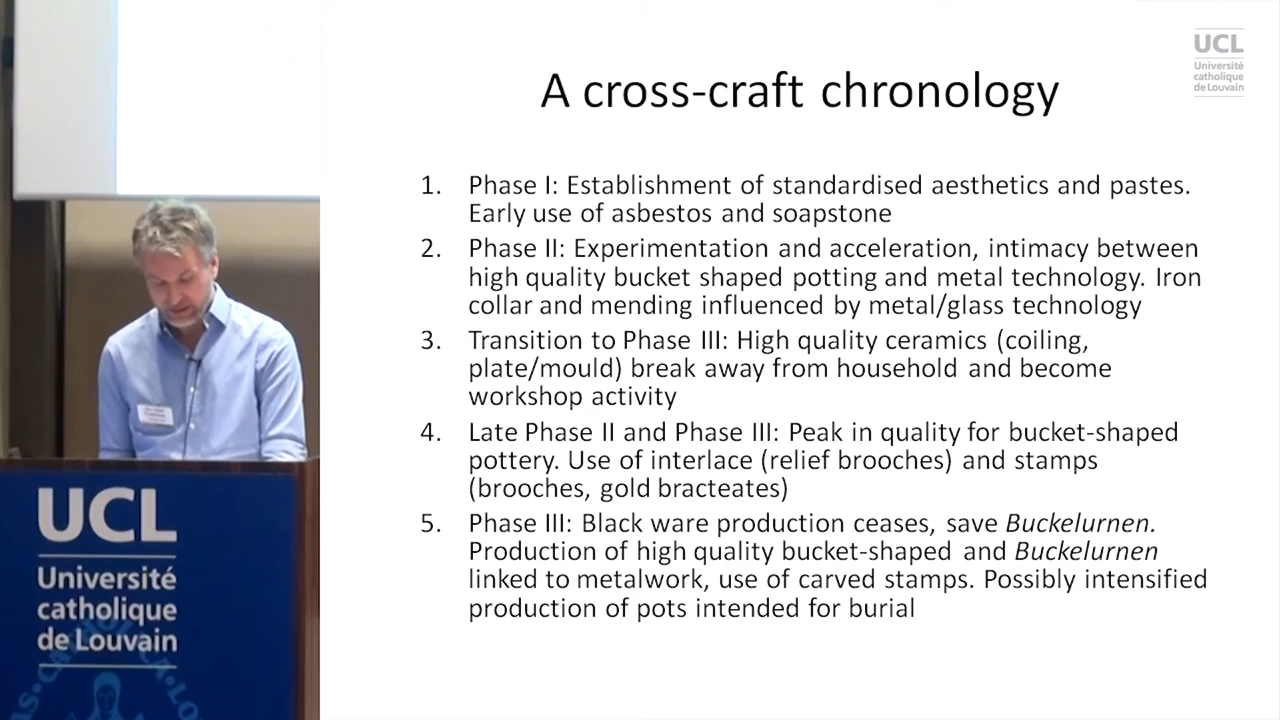 A cross-craft chronology
UCL
Université
catholique
de Louvain
1. Phase I: Establishment of standardised aesthetics and pastes.
Early use of asbestos and soapstone
2. Phase II: Experimentation and acceleration, intimacy between
high quality bucket shaped potting and metal technology. Iron
collar and mending influenced by metal/glass technology
3. Transition to Phase III: High quality ceramics (coiling,
plate/mould) break away from household and become
workshop activity
4. Late Phase II and Phase III: Peak in quality for bucket-shaped
pottery. Use of interlace (relief brooches) and stamps
(brooches, gold bracteates)
5. Phase III: Black ware production ceases, save Buckelurnen.
Production of high quality bucket-shaped and Buckelurnen
linked to metalwork, use of carved stamps. Possibly intensified
production of pots intended for burial
UCL
Université
catholique
de Louvain